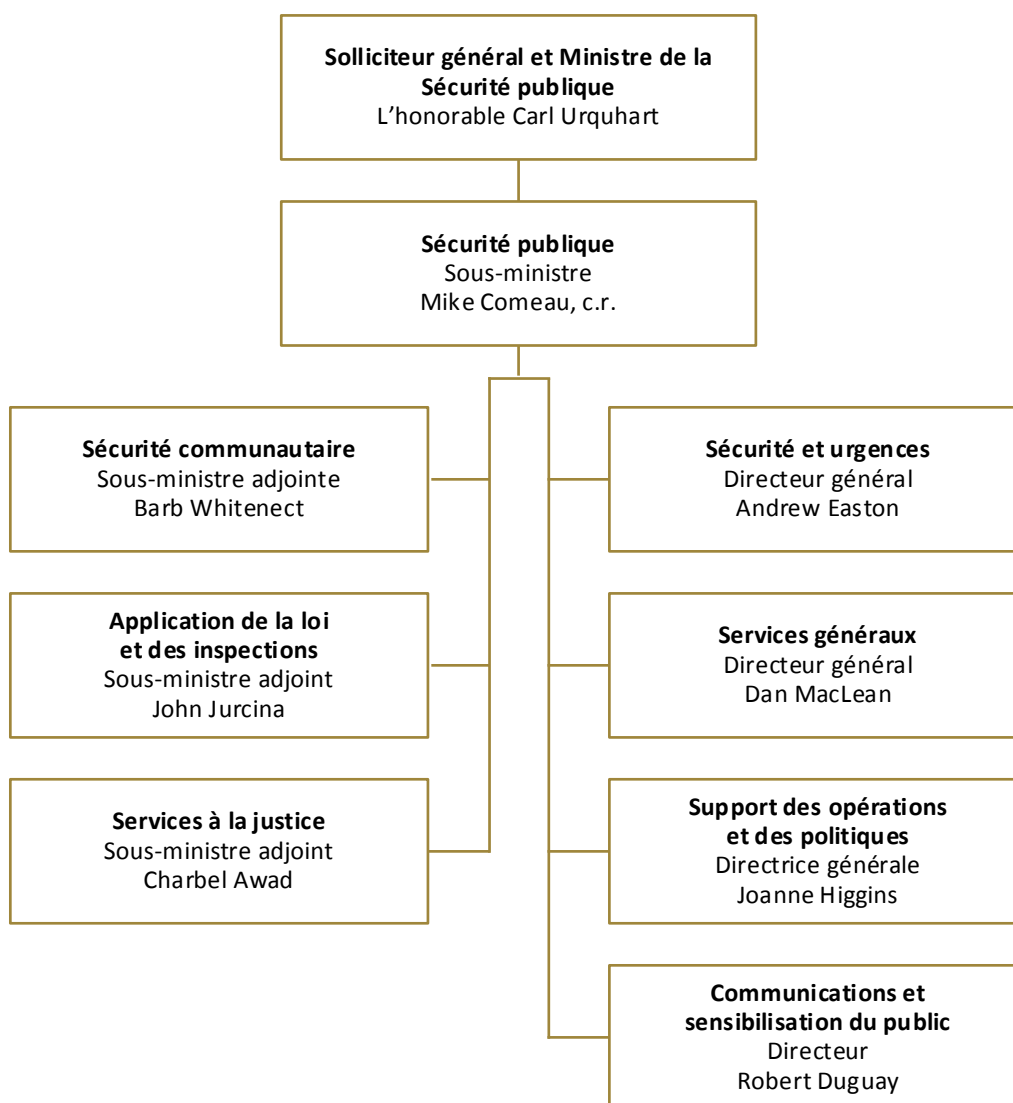 Solliciteur général et Ministre de la
Sécurité publique
L'honorable Carl Urquhart
Sécurité publique
Sous-ministre
Mike Comeau, c.r.
Sécurité communautaire
Sous-ministre adjointe
Barb Whitenect
Application de la loi
et des inspections
Sous-ministre adjoint
John Jurcina
Services à la justice
Sous-ministre adjoint
Charbel Awad
Sécurité et urgences
Directeur général
Andrew Easton
Services généraux
Directeur général
Dan MacLean
Support des opérations
et des politiques
Directrice générale
Joanne Higgins
Communications et
sensibilisation du public
Directeur
Robert Duguay